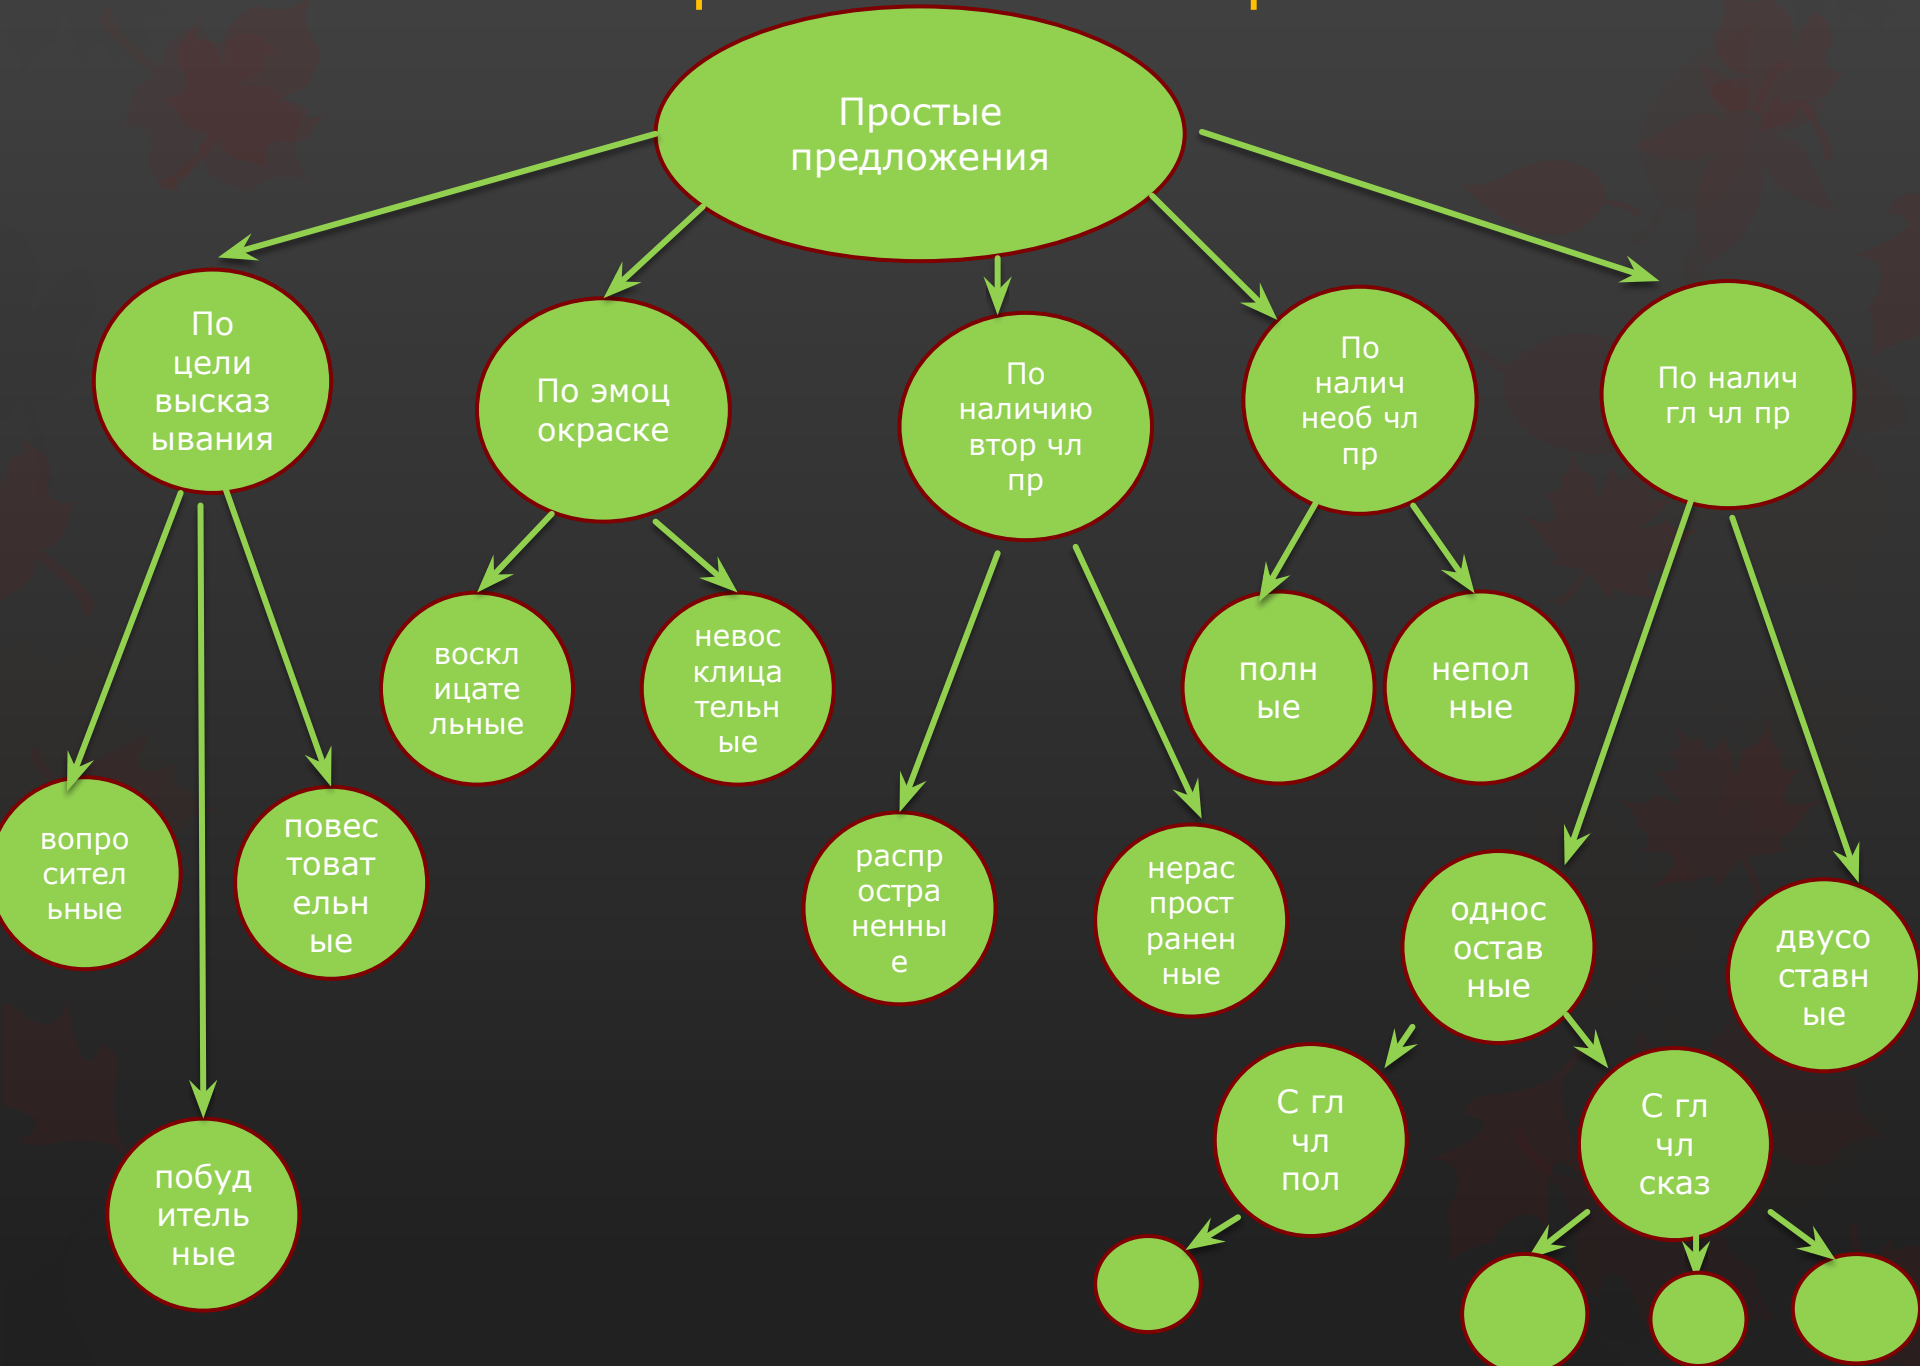 Простые
предложения
По
цели
высказ
ывания
По эмоц
окраске
По
наличию
втор чл
пр
По
налич
необ чл
пр
По налич
гл чл пр
воскл
ицате
льные
невос
клица
тельн
ые
полн
ые
непол
ные
вопро
сител
ьные
повес
товат
ельн
ые
распр
остра
ненны
е
нерас
прост
ранен
ные
однос
остав
ные
двусо
ставн
ые
побуд
итель
ные
С гл
чл
пол
С гл
чл
сказ